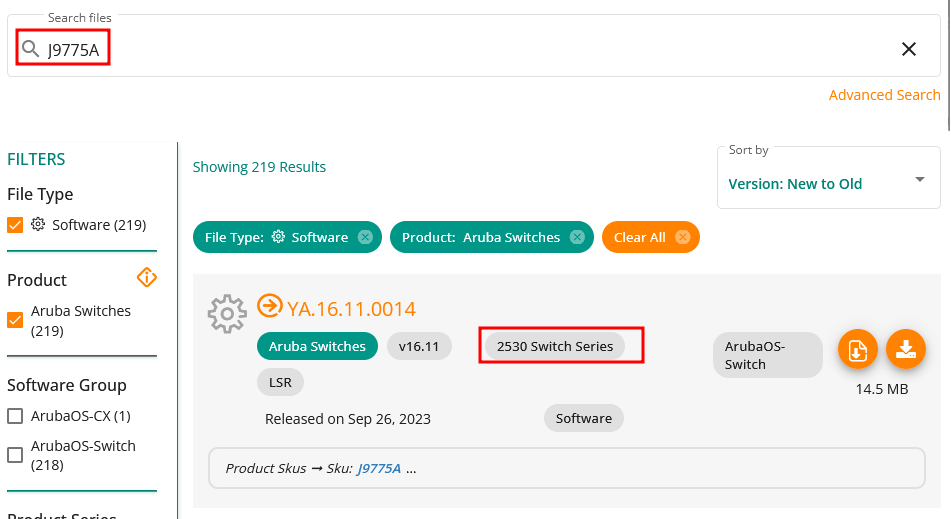 Search files
J9775A
Advanced Search
FILTERS
File Type
Software (219)
Product
Aruba Switches
(219)
Software Group
ArubaOS-CX (1)
ArubaOS-Switch
(218)
Product Series
Showing 219 Results
Sort by
Version: New to Old
File Type: Software
Product: Aruba Switches
Clear All
YA.16.11.0014
Aruba Switches
v16.11
2530 Switch Series
ArubaOS-
Switch
LSR
14.5 MB
Released on Sep 26, 2023
Software
Product Skus → Sku: J9775A ...